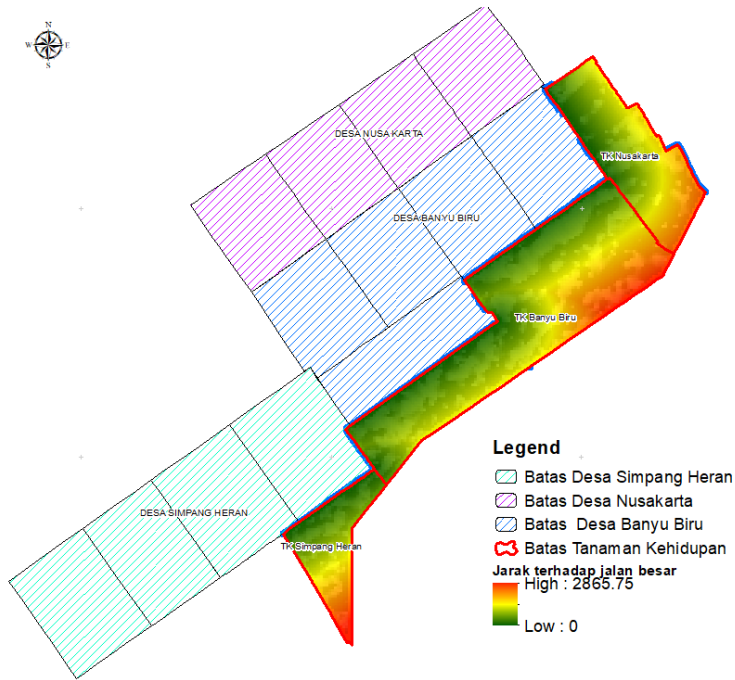 N
W E
S
DESA NUSA KARTA
TK Nusakarta
DESA BANYU BIRU
TK Banyu Biru
DESA SIMPANG HERAN
TK Simpang Heran
Legend
Batas Desa Simpang Heran
Batas Desa Nusakarta
Batas Desa Banyu Biru
Batas Tanaman Kehidupan
Jarak terhadap jalan besar
High : 2865.75
Low : 0